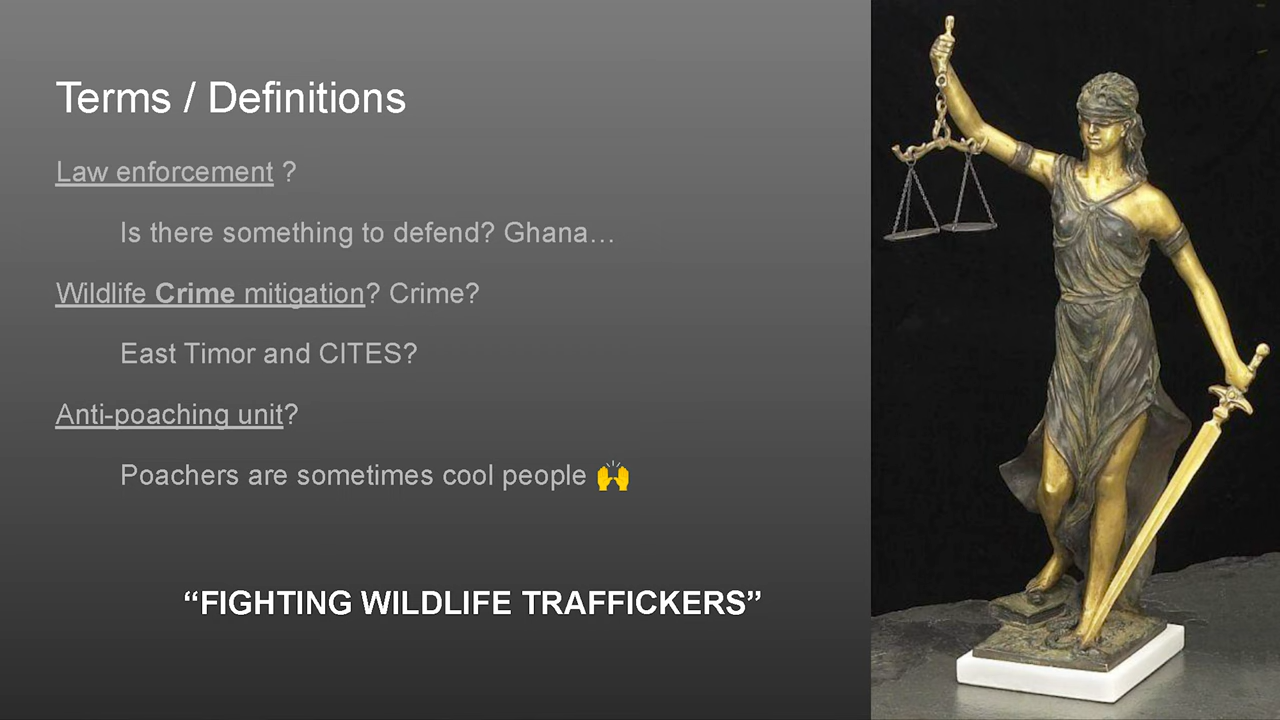 Terms / Definitions
Law enforcement ?
Is there something to defend? Ghana…
Wildlife Crime mitigation? Crime?
East Timor and CITES?
Anti-poaching unit?
Poachers are sometimes cool people 🙌
“FIGHTING WILDLIFE TRAFFICKERS”